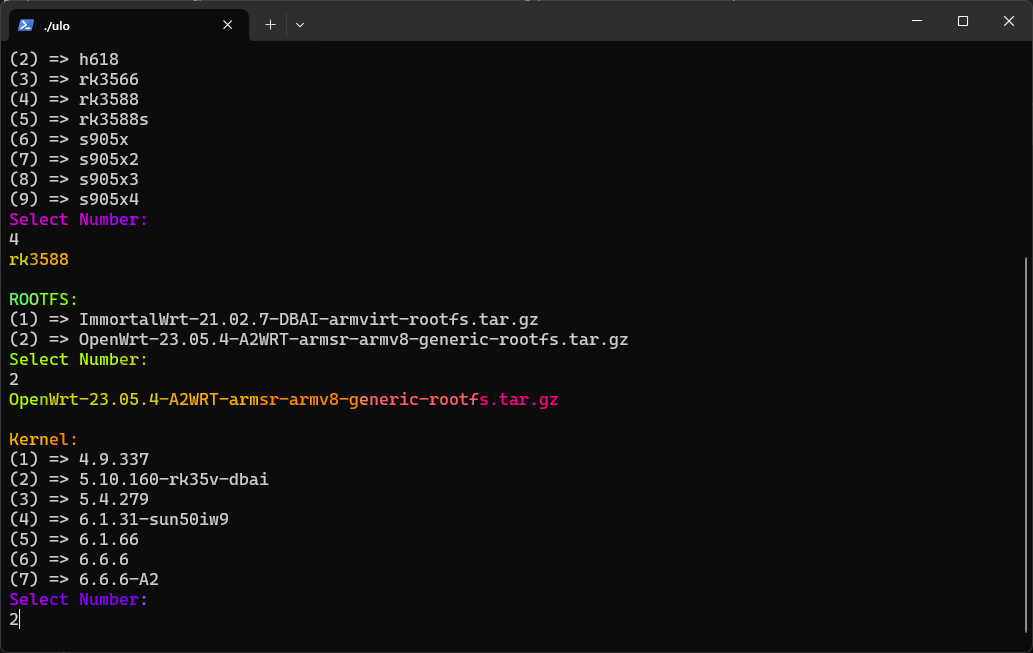 ./ulo
(2) => h618
(3) => rk3566
(4) => rk3588
(5) => rk3588s
(6) => s905x
(7) => s905x2
(8) => s905x3
(9) => s905x4
Select Number:
4
rk3588
ROOTFS:
(1) => ImmortalWrt-21.02.7-DBAI-armvirt-rootfs.tar.gz
(2) => OpenWrt-23.05.4-A2WRT-armsr-armv8-generic-rootfs.tar.gz
Select Number:
2
OpenWrt-23.05.4-A2WRT-armsr-armv8-generic-rootfs.tar.gz
Kernel:
(1) => 4.9.337
(2) => 5.10.160-rk35v-dbai
(3) => 5.4.279
(4) => 6.1.31-sun50iw9
(5) => 6.1.66
(6) => 6.6.6
(7) => 6.6.6-A2
Select Number:
2